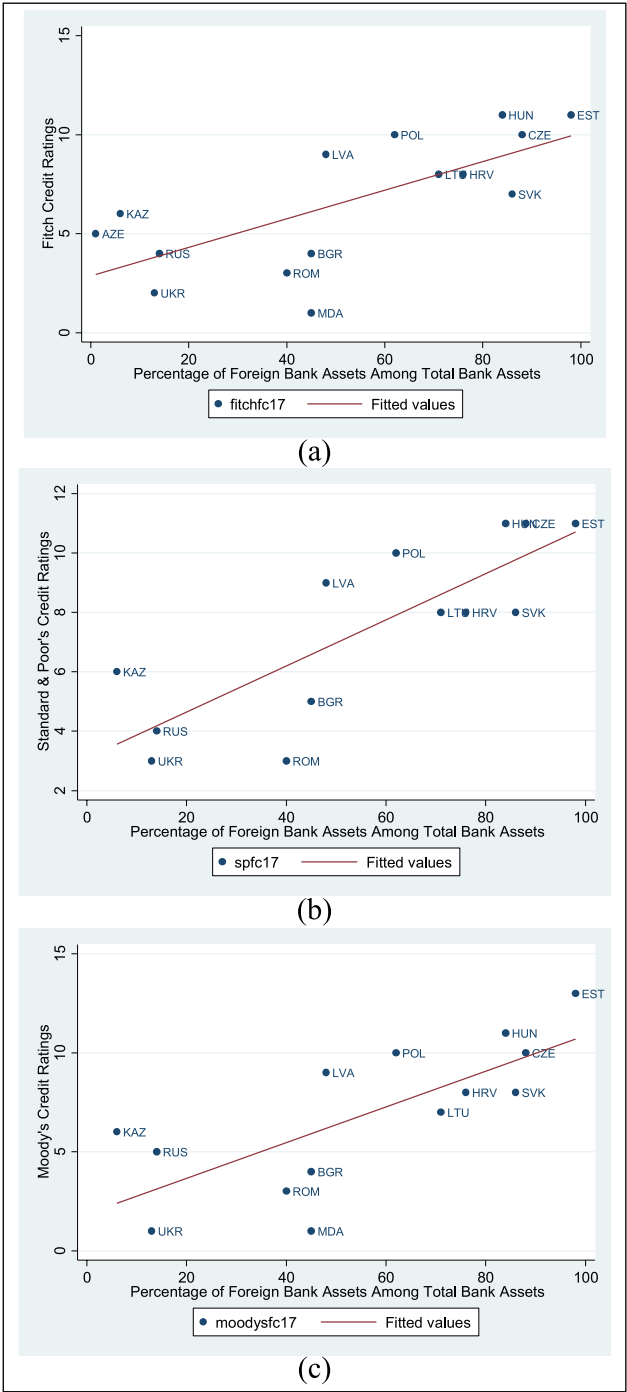 15
10
5
0
Fitch Credit Ratings
HUN
EST
POL
CZE
LVA
LTU
HRV
SVK
KAZ
AZE
RUS
BGR
ROM
UKR
MDA
0 20 40 60 80 100
Percentage of Foreign Bank Assets Among Total Bank Assets
fitchfc17 Fitted values
(a)
12
10
8
6
4
2
Standard & Poor's Credit Ratings
HUN
CZE
EST
POL
LVA
LTU
HRV
SVK
KAZ
BGR
RUS
UKR
ROM
0 20 40 60 80 100
Percentage of Foreign Bank Assets Among Total Bank Assets
spfc17 Fitted values
(b)
15
10
5
0
Moody's Credit Ratings
EST
HUN
POL
CZE
LVA
HRV
SVK
LTU
KAZ
RUS
BGR
ROM
UKR
MDA
0 20 40 60 80 100
Percentage of Foreign Bank Assets Among Total Bank Assets
moodysfc17 Fitted values
(c)